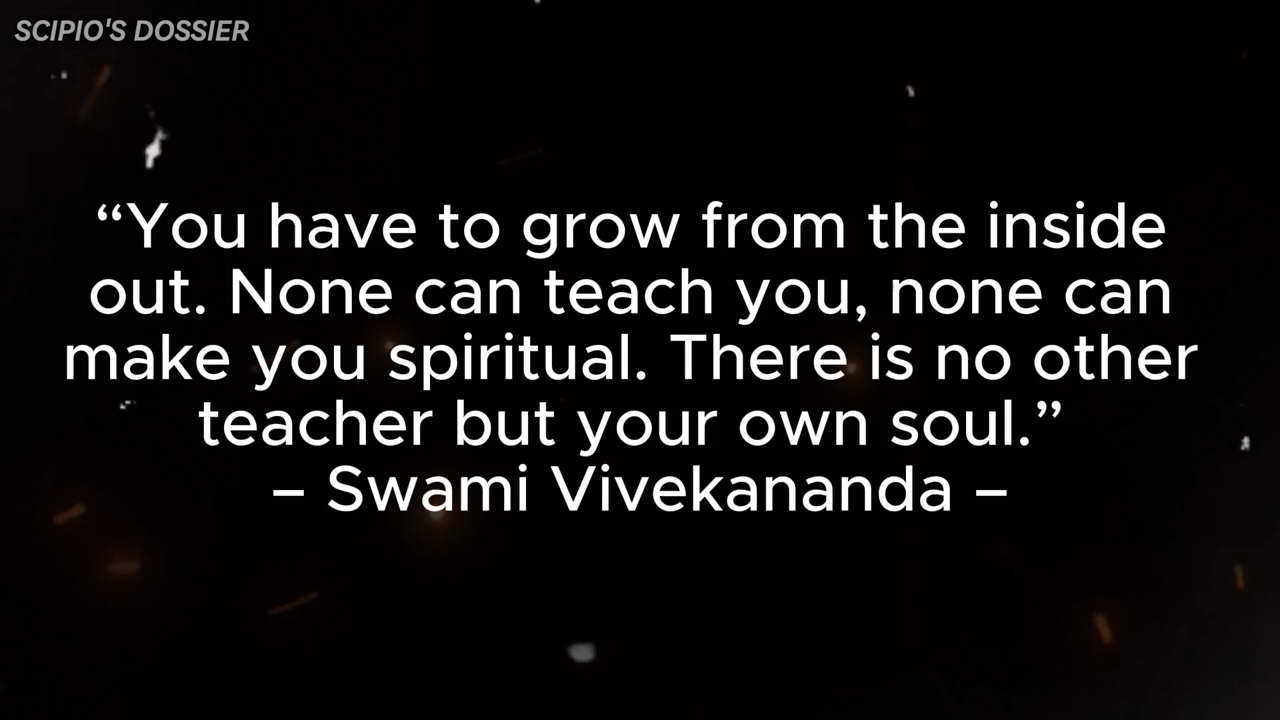 SCIPIO'S DOSSIER
“You have to grow from the inside
out. None can teach you, none can
make you spiritual. There is no other
teacher but your own soul.”
– Swami Vivekananda –